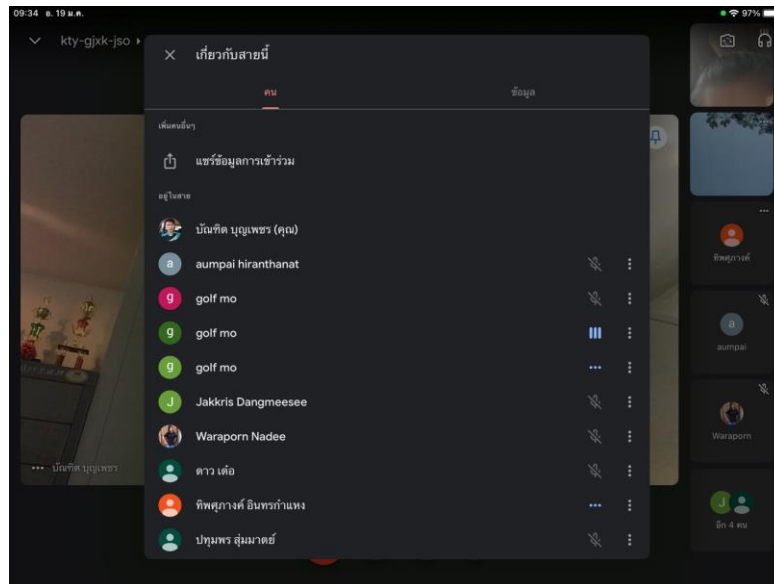 09:34 อ. 19 ม.ค.
97%
kty-gjxk-jso
เกี่ยวกับสายนี้
คน
ข้อมูล
เพิ่มคนอื่นๆ
แชร์ข้อมูลการเข้าร่วม
อยู่ในสาย
บัณฑิต บุญเพชร (คุณ)
a aumpai hiranthanat
g golf mo
g golf mo
g golf mo
J Jakkris Dangmeesee
Waraporn Nadee
ดาว เด๋อ
ทิพศุภางค์ อินทรกำแหง
ปทุมพร สุ่มมาตย์
บัณฑิต บุญเพชร
ทิพศุภางค์
a
aumpai
Waraporn
J
อีก 4 คน